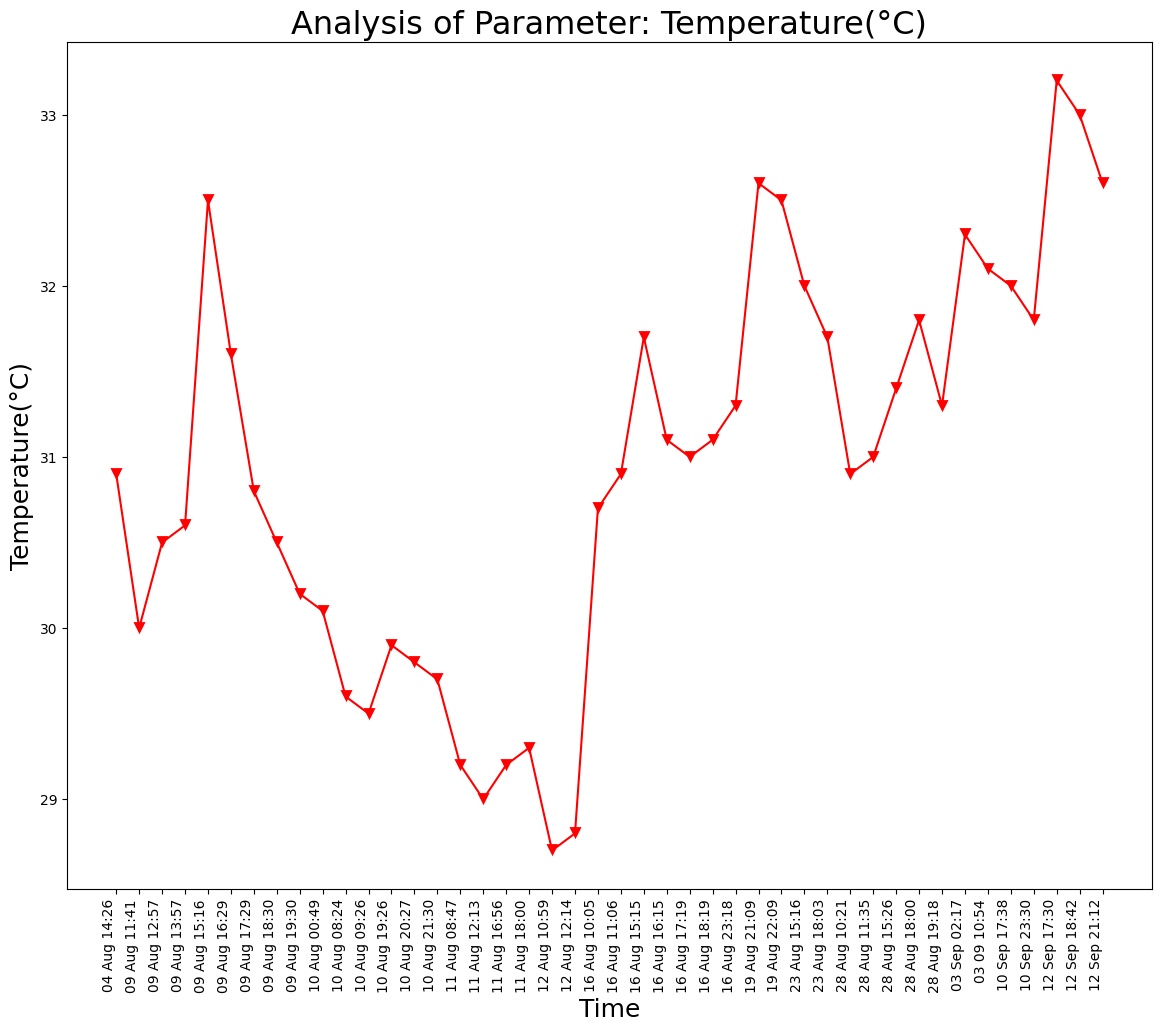 Analysis of Parameter: Temperature(°C)
Temperature(°C)
33
32
31
30
29
04 Aug 14:26
09 Aug 11:41
09 Aug 12:57
09 Aug 13:57
09 Aug 15:16
09 Aug 16:29
09 Aug 17:29
09 Aug 18:30
09 Aug 19:30
10 Aug 00:49
10 Aug 08:24
10 Aug 09:26
10 Aug 19:26
10 Aug 20:27
10 Aug 21:30
11 Aug 08:47
11 Aug 12:13
11 Aug 16:56
11 Aug 18:00
12 Aug 10:59
12 Aug 12:14
16 Aug 10:05
16 Aug 11:06
16 Aug 15:15
16 Aug 16:15
16 Aug 17:19
16 Aug 18:19
16 Aug 23:18
19 Aug 21:09
19 Aug 22:09
23 Aug 15:16
23 Aug 18:03
28 Aug 10:21
28 Aug 11:35
28 Aug 15:26
28 Aug 18:00
28 Aug 19:18
03 Sep 02:17
03 09 10:54
10 Sep 17:38
10 Sep 23:30
12 Sep 17:30
12 Sep 18:42
12 Sep 21:12
Time